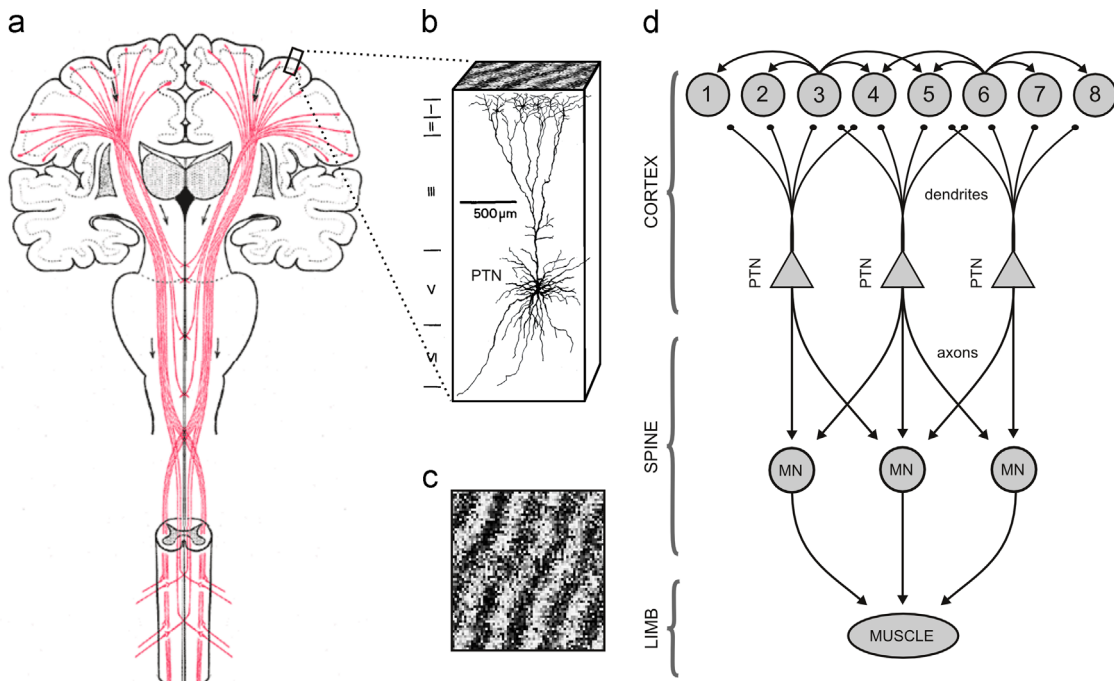 a
b
I
II
III
500μm
PTN
V
VI
c
d
CORTEX
1 2 3 4 5 6 7 8
dendrites
PTN PTN PTN
axons
SPINE
MN MN MN
LIMB
MUSCLE